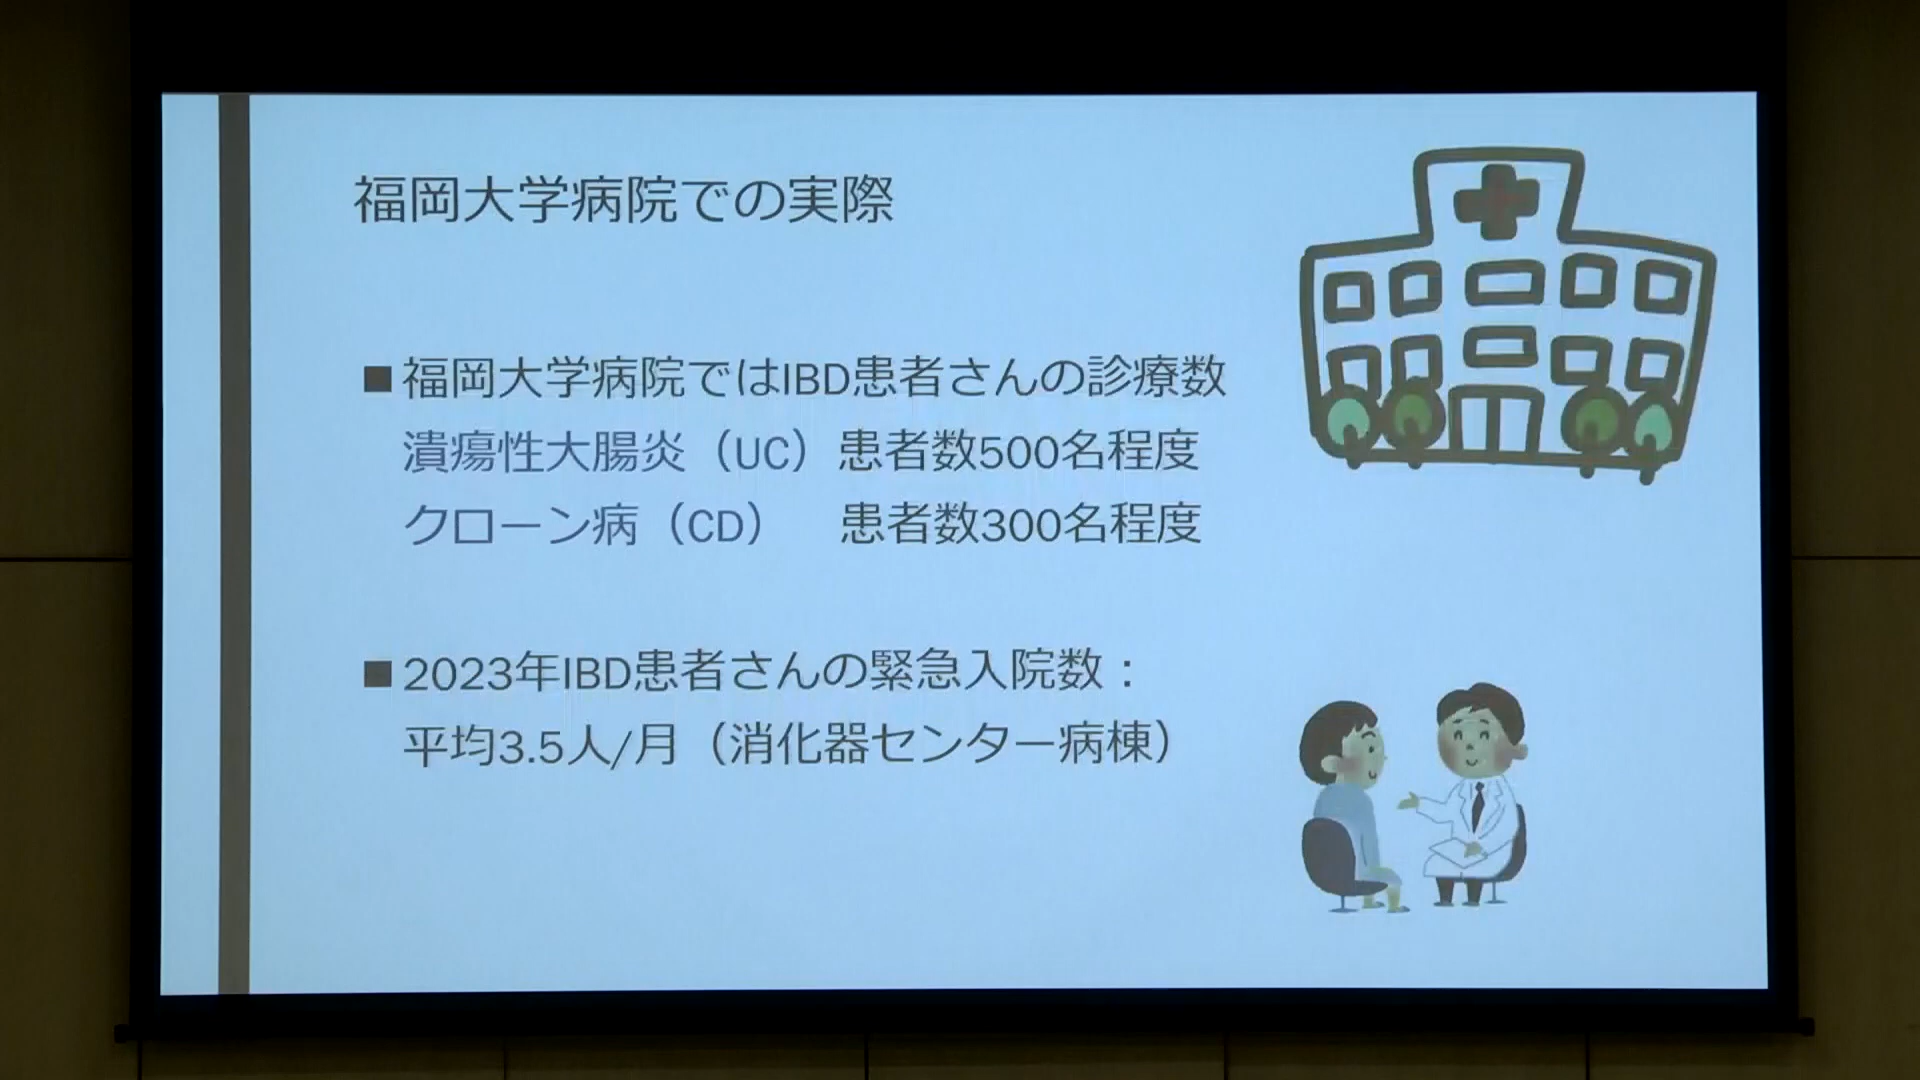 福岡大学病院での実際
■福岡大学病院ではIBD患者さんの診療数
潰瘍性大腸炎（UC）患者数500名程度
クローン病（CD）　患者数300名程度
■2023年IBD患者さんの緊急入院数：
平均3.5人/月（消化器センター病棟）